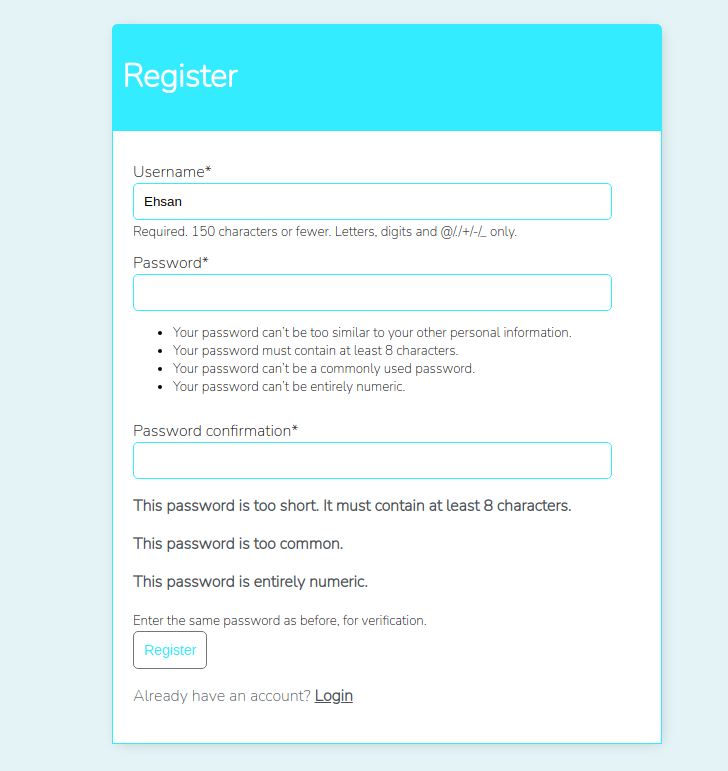 Register
Username*
Ehsan
Required. 150 characters or fewer. Letters, digits and @/./+/-/_ only.
Password*
Your password can't be too similar to your other personal information.
Your password must contain at least 8 characters.
Your password can't be a commonly used password.
Your password can't be entirely numeric.
Password confirmation*
This password is too short. It must contain at least 8 characters.
This password is too common.
This password is entirely numeric.
Enter the same password as before, for verification.
Register
Already have an account? Login